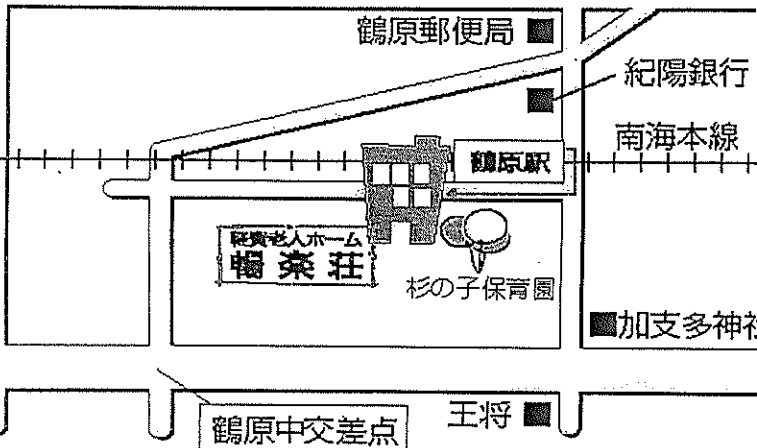 鶴原郵便局
紀陽銀行
南海本線
鶴原駅
軽費老人ホーム
暢楽荘
杉の子保育園
加支多神社
王将
鶴原中交差点